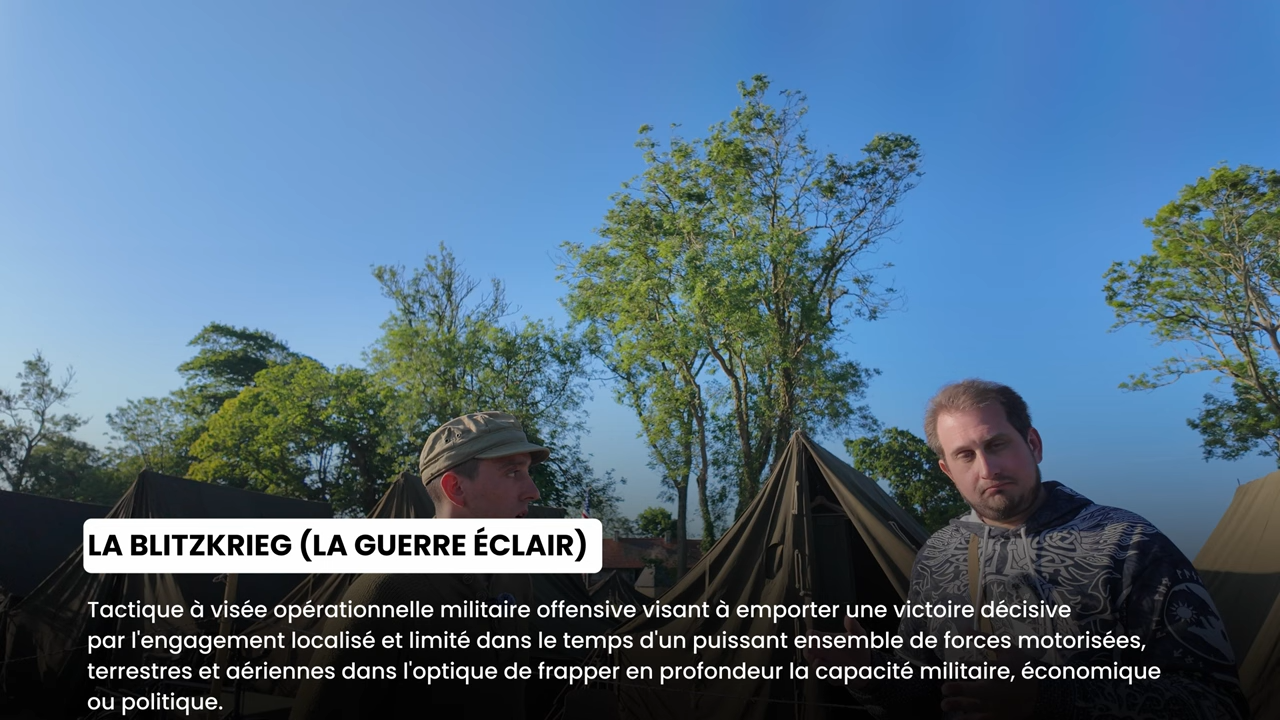 LA BLITZKRIEG (LA GUERRE ÉCLAIR)
Tactique à visée opérationnelle militaire offensive visant à emporter une victoire décisive
par l'engagement localisé et limité dans le temps d'un puissant ensemble de forces motorisées,
terrestres et aériennes dans l'optique de frapper en profondeur la capacité militaire, économique
ou politique.